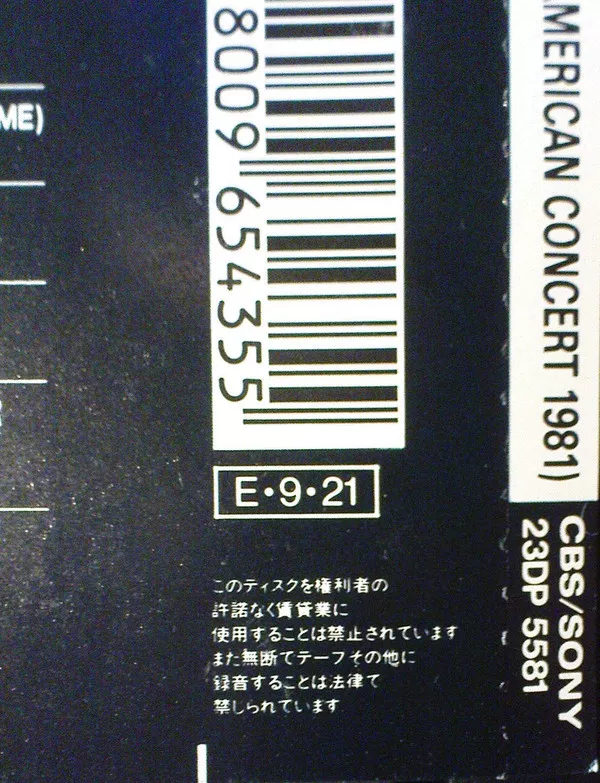 ME)
8009 654355
E・9・21
このディスクを権利者の
許諾なく賃貸業に
使用することは禁止されています
また無断でテープその他に
録音することは法律で
禁じられています
MERICAN CONCERT 1981)
CBS/SONY
23DP 5581